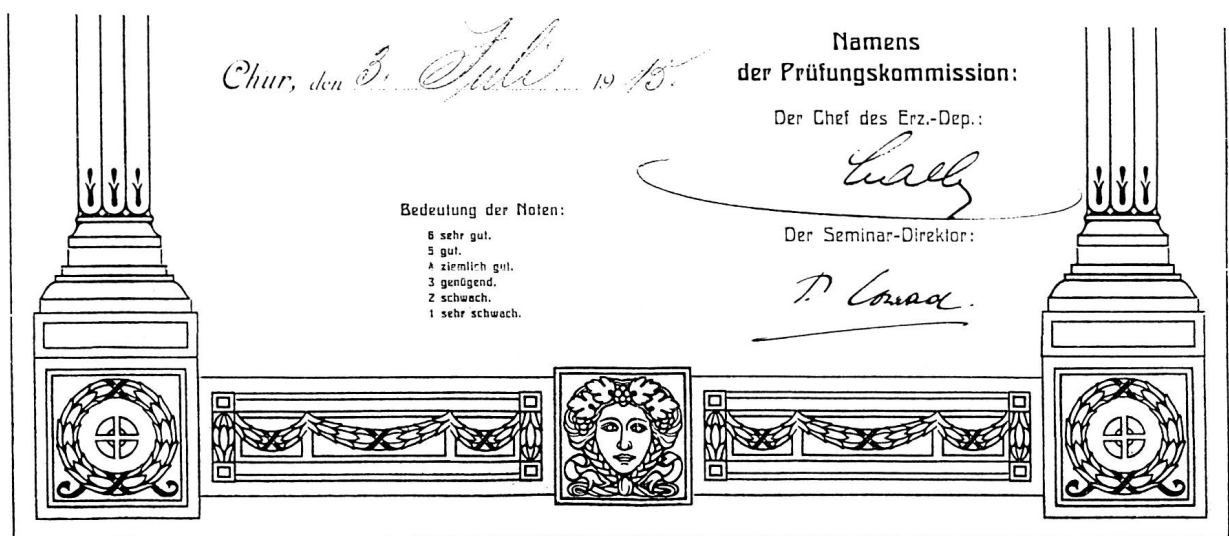 Chur, den 3. Juli 1915.
Namens
der Prüfungskommission:
Der Chef des Erz.-Dep.:
Der Seminar-Direktor:
P. Conrad.
Bedeutung der Noten:
6 sehr gut.
5 gut.
4 ziemlich gut.
3 genügend.
2 schwach.
1 sehr schwach.